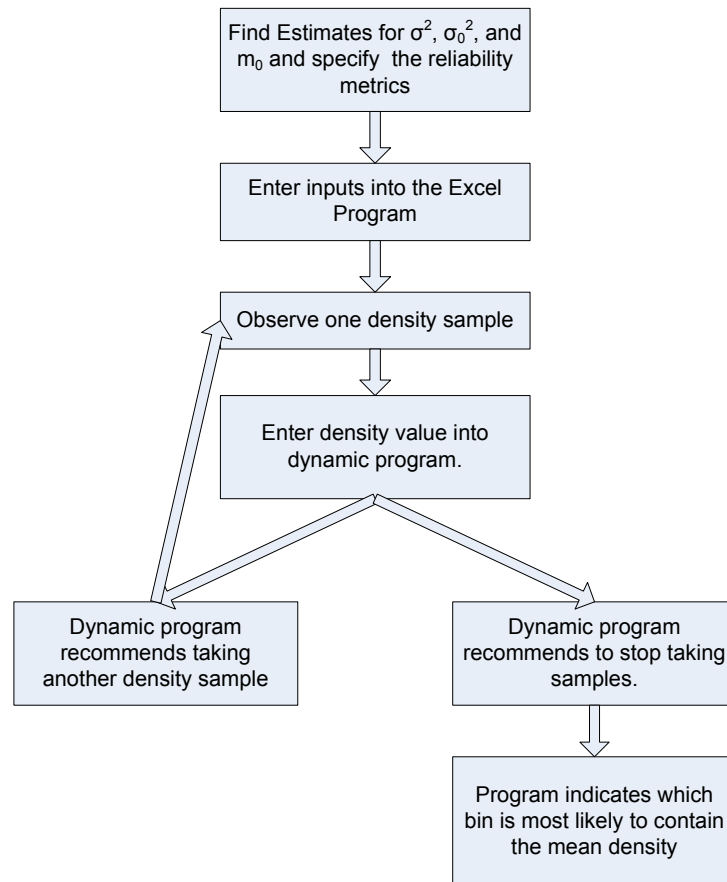 Find Estimates for σ², σ₀², and
m₀ and specify the reliability
metrics
Enter inputs into the Excel
Program
Observe one density sample
Enter density value into
dynamic program.
Dynamic program
recommends taking
another density sample
Dynamic program
recommends to stop taking
samples.
Program indicates which
bin is most likely to contain
the mean density